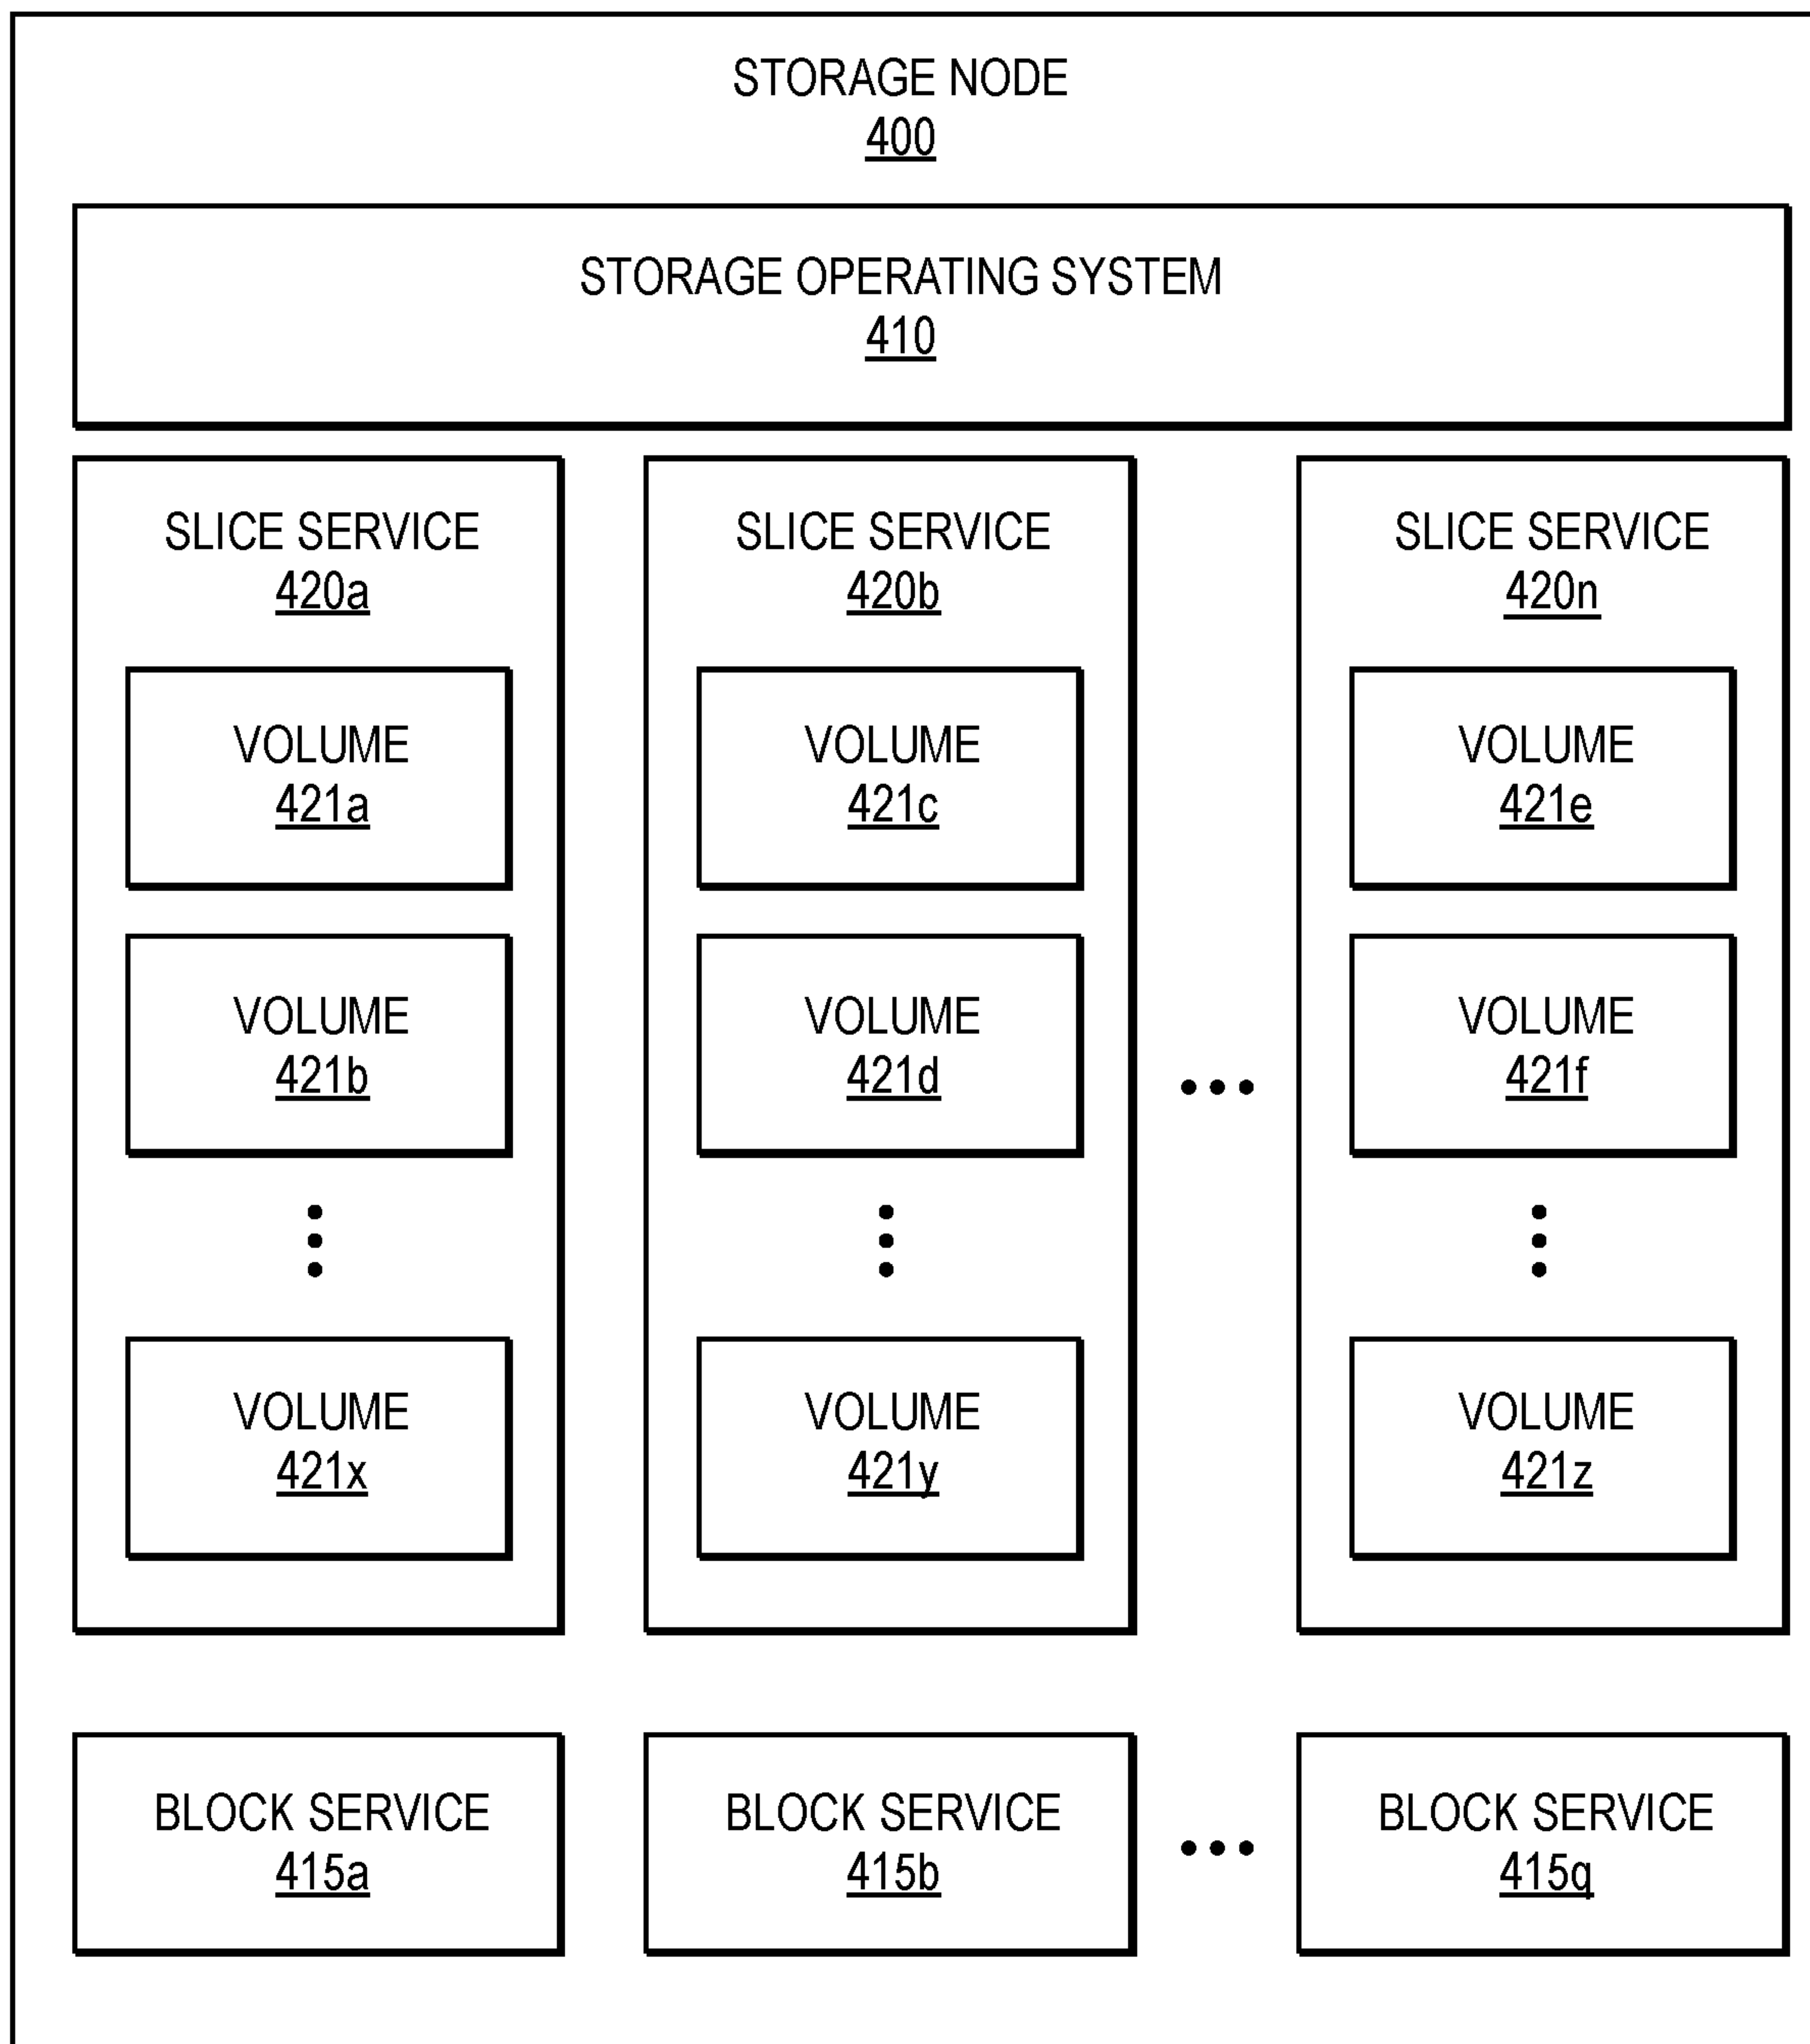 STORAGE NODE
400
STORAGE OPERATING SYSTEM
410
SLICE SERVICE
420a
VOLUME
421a
VOLUME
421b
VOLUME
421x
SLICE SERVICE
420b
VOLUME
421c
VOLUME
421d
VOLUME
421y
SLICE SERVICE
420n
VOLUME
421e
VOLUME
421f
VOLUME
421z
BLOCK SERVICE
415a
BLOCK SERVICE
415b
BLOCK SERVICE
415q